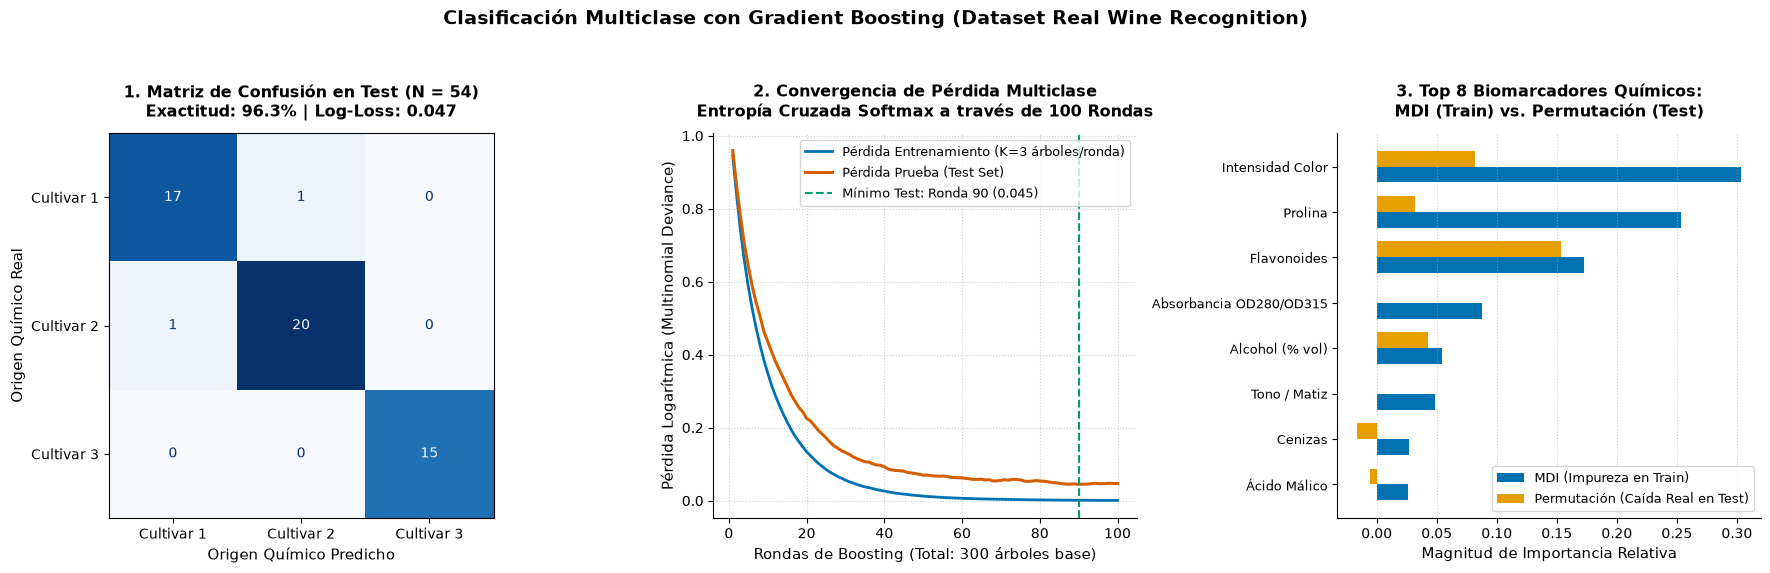 Clasificación Multiclase con Gradient Boosting (Dataset Real Wine Recognition)
1. Matriz de Confusión en Test (N = 54)
Exactitud: 96.3% | Log-Loss: 0.047
Origen Químico Real
Cultivar 1
Cultivar 2
Cultivar 3
17 1 0
1 20 0
0 0 15
Cultivar 1 Cultivar 2 Cultivar 3
Origen Químico Predicho
2. Convergencia de Pérdida Multiclase
Entropía Cruzada Softmax a través de 100 Rondas
Pérdida Logarítmica (Multinomial Deviance)
1.0
0.8
0.6
0.4
0.2
0.0
Pérdida Entrenamiento (K=3 árboles/ronda)
Pérdida Prueba (Test Set)
Mínimo Test: Ronda 90 (0.045)
0 20 40 60 80 100
Rondas de Boosting (Total: 300 árboles base)
3. Top 8 Biomarcadores Químicos:
MDI (Train) vs. Permutación (Test)
Intensidad Color
Prolina
Flavonoides
Absorbancia OD280/OD315
Alcohol (% vol)
Tono / Matiz
Cenizas
Ácido Málico
MDI (Impureza en Train)
Permutación (Caída Real en Test)
0.00 0.05 0.10 0.15 0.20 0.25 0.30
Magnitud de Importancia Relativa